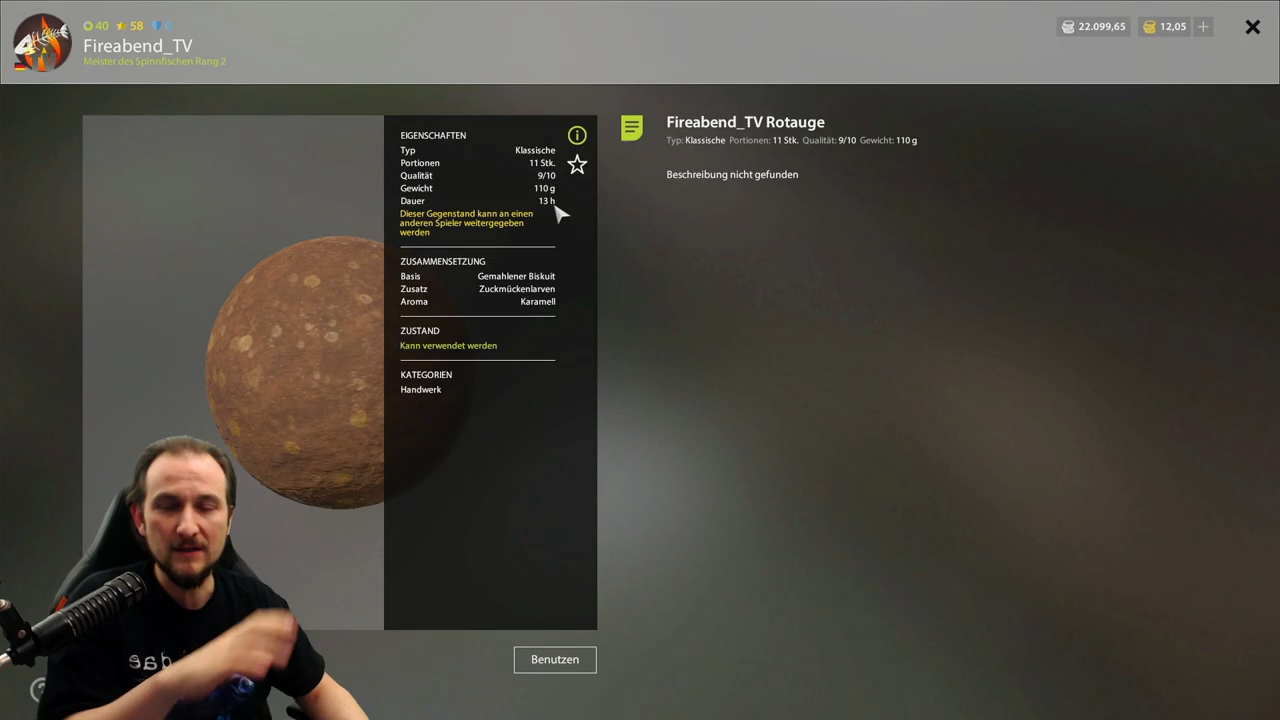 40 58 0
Fireabend_TV
Meister des Spinnfischen Rang 2
22.099,65 12,05
EIGENSCHAFTEN
Typ Klassische
Portionen 11 Stk.
Qualität 9/10
Gewicht 110 g
Dauer 13 h
Dieser Gegenstand kann an einen
anderen Spieler weitergegeben
werden
ZUSAMMENSETZUNG
Basis Gemahlener Biskuit
Zusatz Zuckmückenlarven
Aroma Karamell
ZUSTAND
Kann verwendet werden
KATEGORIEN
Handwerk
Benutzen
Fireabend_TV Rotauge
Typ: Klassische Portionen: 11 Stk. Qualität: 9/10 Gewicht: 110 g
Beschreibung nicht gefunden